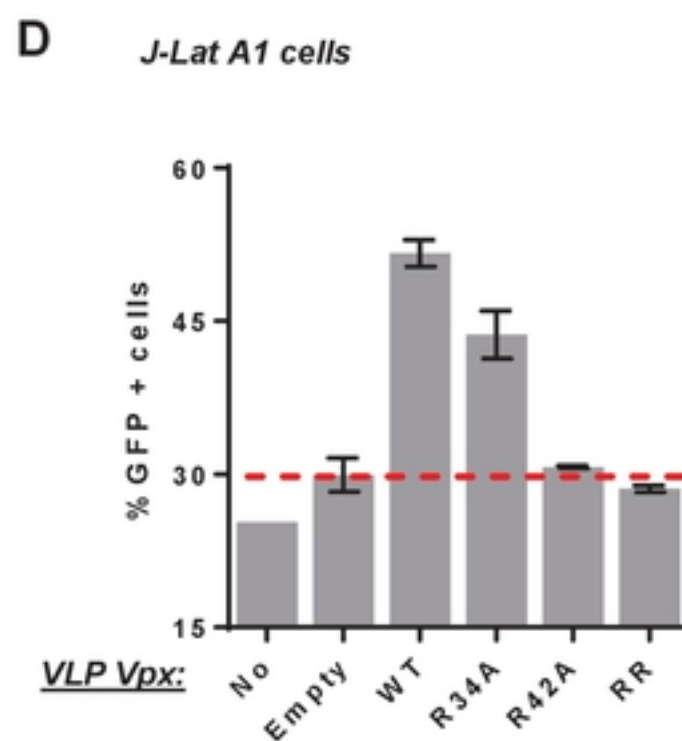 D
J-Lat A1 cells
% GFP + cells
60
45
30
15
VLP Vpx:
No
Empty
WT
R34A
R42A
RR